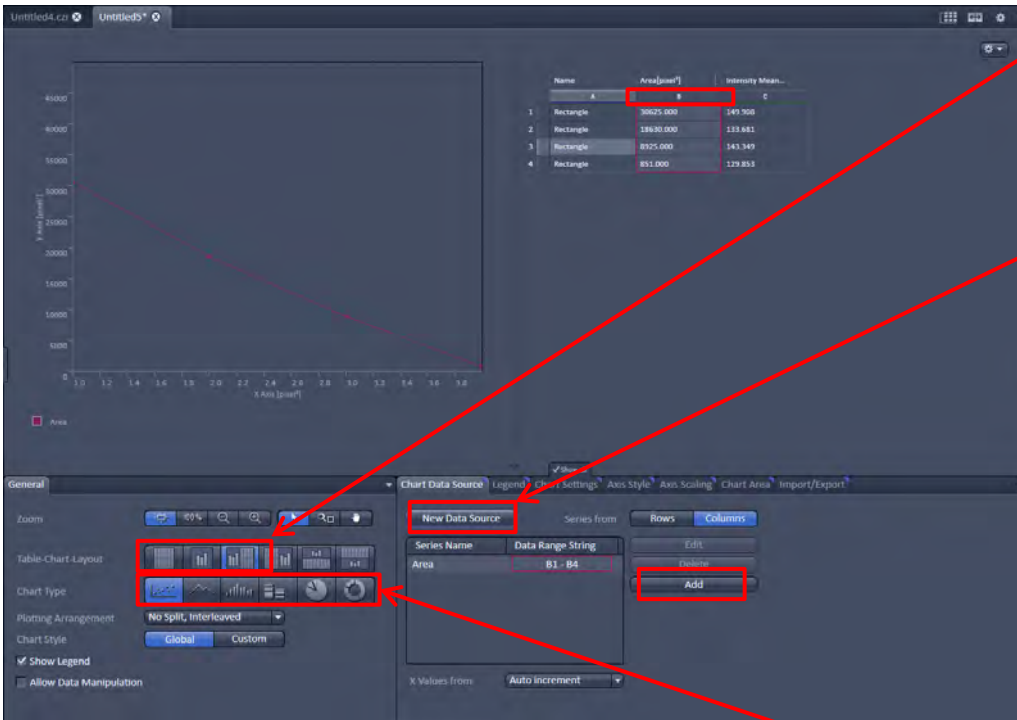 Untitled4.czi Untitled5*
Name Area[pixel²] Intensity Mean...
A B C
1 Rectangle 30625.000 149.908
2 Rectangle 18630.000 133.681
3 Rectangle 8925.000 143.349
4 Rectangle 851.000 129.853
45000
40000
35000
30000
25000
20000
15000
10000
5000
0
Y Axis [pixel²]
1.0 1.2 1.4 1.6 1.8 2.0 2.2 2.4 2.6 2.8 3.0 3.2 3.4 3.6 3.8
X Axis [pixel²]
Area
General
Zoom
Table-Chart-Layout
Chart Type
Plotting Arrangement No Split, Interleaved
Chart Style Global Custom
Show Legend
Allow Data Manipulation
Chart Data Source Legend Chart Settings Axis Style Axis Scaling Chart Area Import/Export
New Data Source Series from Rows Columns
Series Name Data Range String Edit
Area B1 - B4 Delete
Add
X Values from: Auto increment